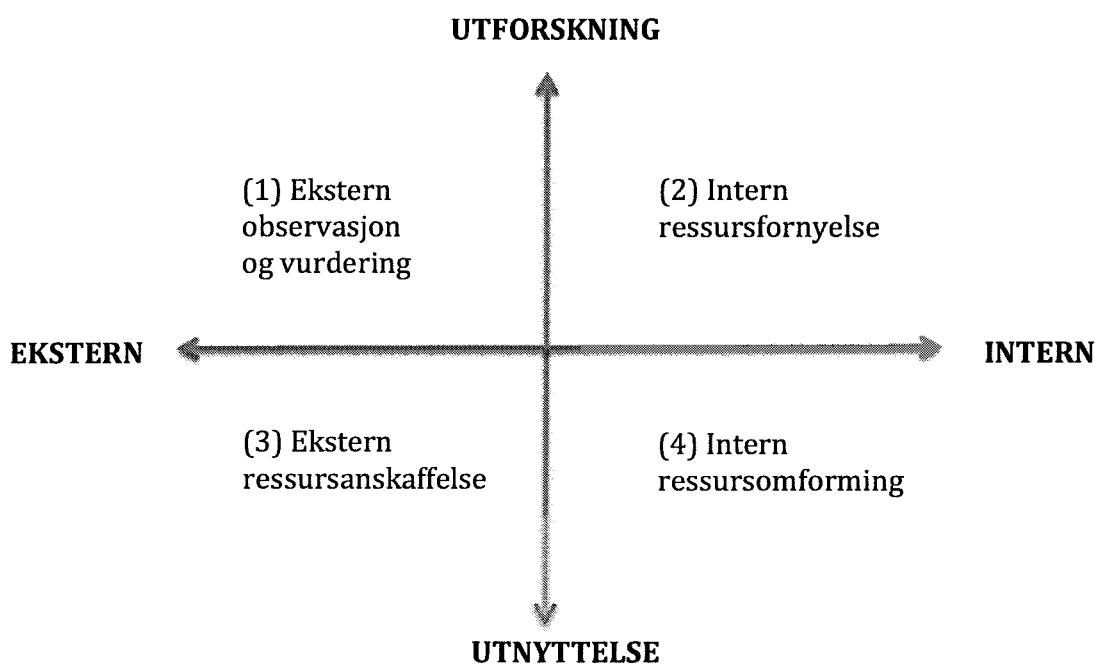 UTFORSKNING
(1) Ekstern
observasjon
og vurdering
(2) Intern
ressursfornyelse
EKSTERN
INTERN
(3) Ekstern
ressursanskaffelse
(4) Intern
ressursomforming
UTNYTTELSE